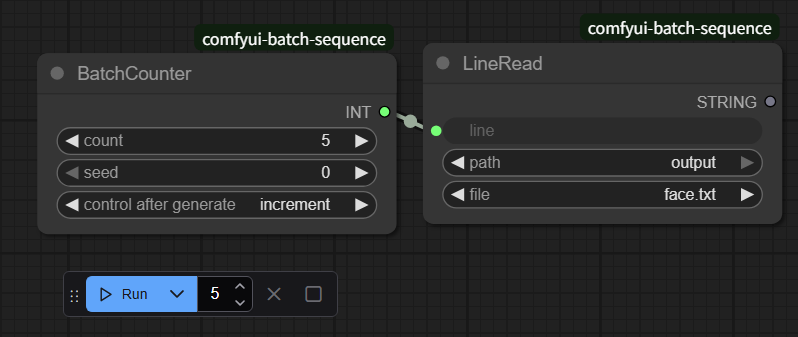 comfyui-batch-sequence
BatchCounter
INT
count 5
seed 0
control after generate increment
comfyui-batch-sequence
LineRead
STRING
line
path output
file face.txt
Run 5